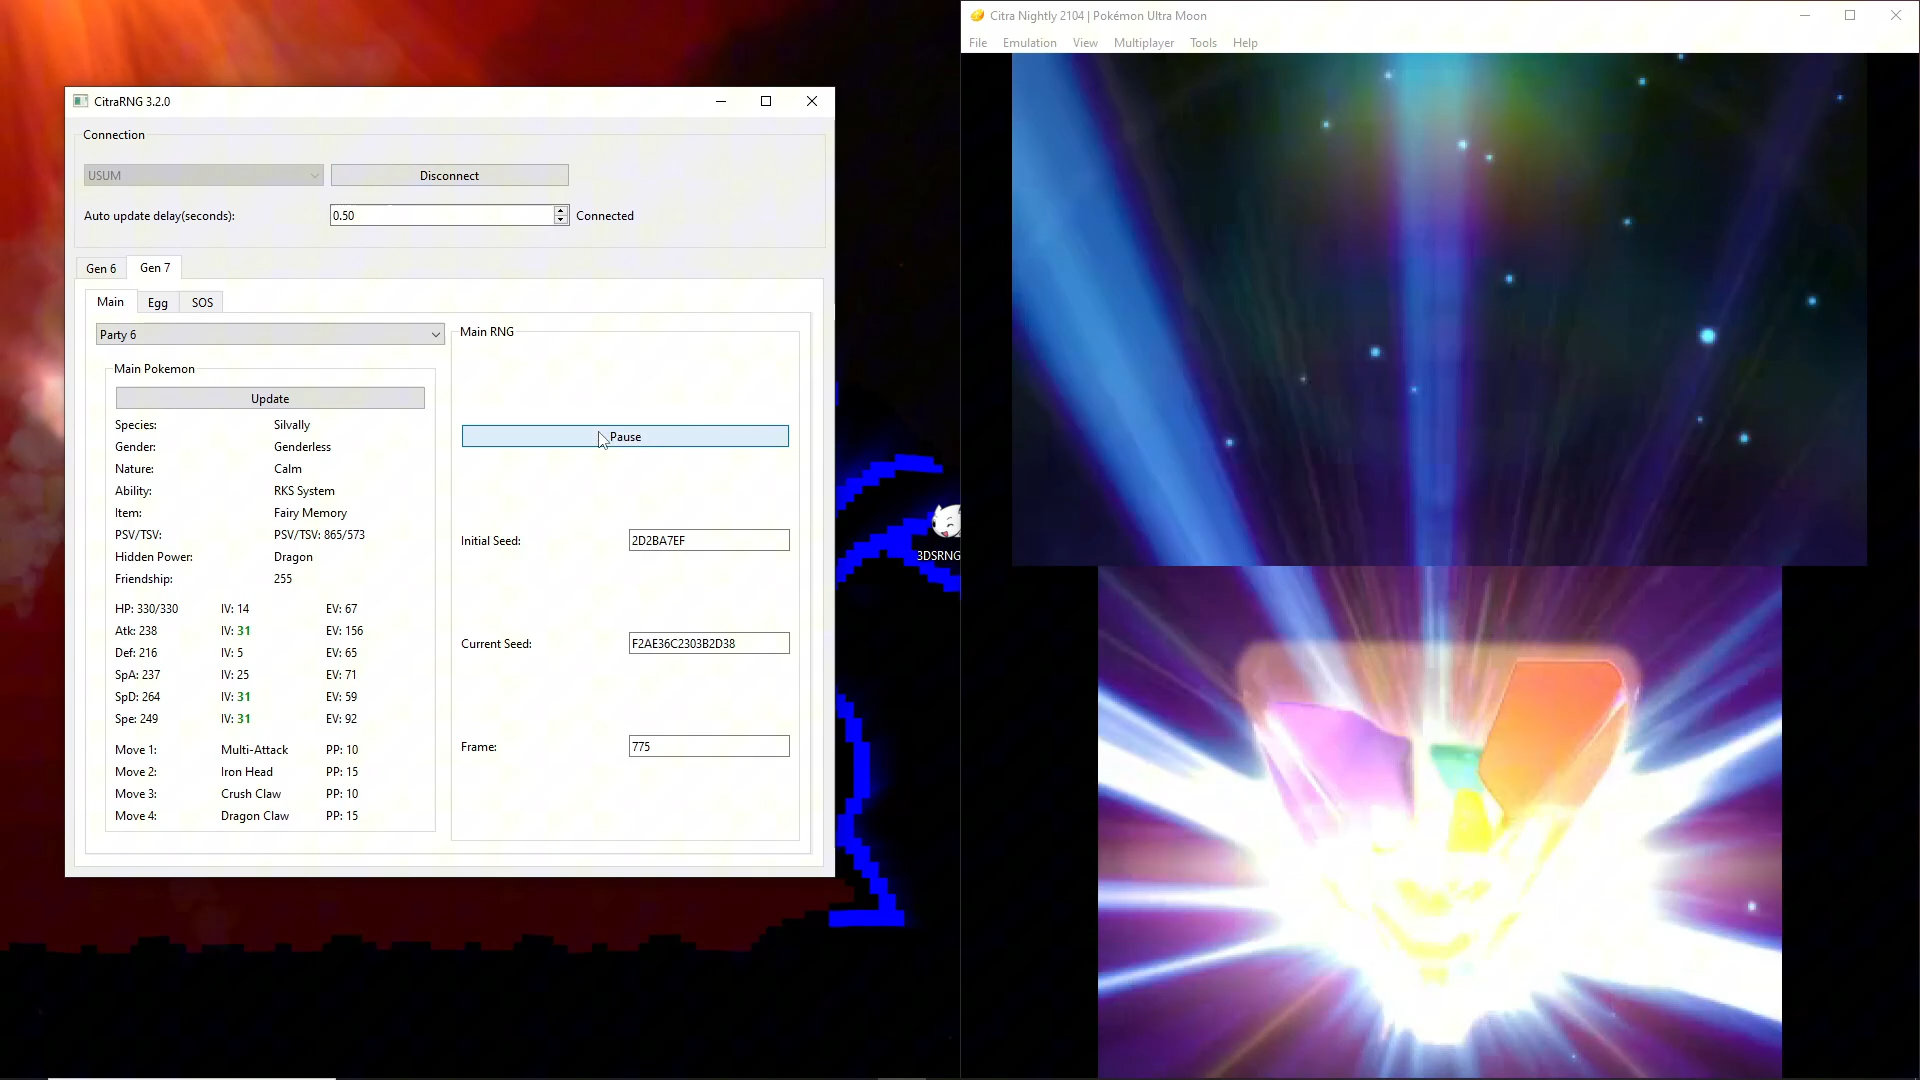 CitraRNG 3.2.0
Connection
USUM
Disconnect
Auto update delay(seconds):
0.50
Connected
Gen 6
Gen 7
Main
Egg
SOS
Party 6
Main Pokemon
Update
Species: Silvally
Gender: Genderless
Nature: Calm
Ability: RKS System
Item: Fairy Memory
PSV/TSV: PSV/TSV: 865/573
Hidden Power: Dragon
Friendship: 255
HP: 330/330 IV: 14 EV: 67
Atk: 238 IV: 31 EV: 156
Def: 216 IV: 5 EV: 65
SpA: 237 IV: 25 EV: 71
SpD: 264 IV: 31 EV: 59
Spe: 249 IV: 31 EV: 92
Move 1: Multi-Attack PP: 10
Move 2: Iron Head PP: 15
Move 3: Crush Claw PP: 10
Move 4: Dragon Claw PP: 15
Main RNG
Pause
Initial Seed: 2D2BA7EF
Current Seed: F2AE36C2303B2D38
Frame: 775
3DSRNG
Citra Nightly 2104 | Pokémon Ultra Moon
File Emulation View Multiplayer Tools Help